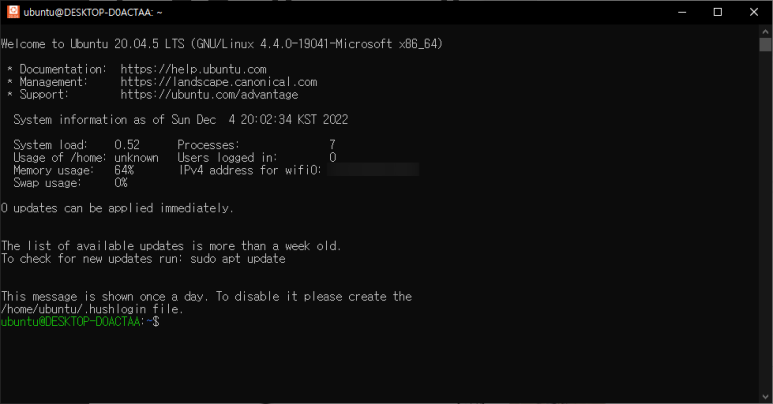 ubuntu@DESKTOP-D0ACTAA: ~
Welcome to Ubuntu 20.04.5 LTS (GNU/Linux 4.4.0-19041-Microsoft x86_64)
* Documentation: https://help.ubuntu.com
* Management: https://landscape.canonical.com
* Support: https://ubuntu.com/advantage
System information as of Sun Dec 4 20:02:34 KST 2022
System load: 0.52 Processes: 7
Usage of /home: unknown Users logged in: 0
Memory usage: 64% IPv4 address for wifi0:
Swap usage: 0%
0 updates can be applied immediately.
The list of available updates is more than a week old.
To check for new updates run: sudo apt update
This message is shown once a day. To disable it please create the
/home/ubuntu/.hushlogin file.
ubuntu@DESKTOP-D0ACTAA:~$